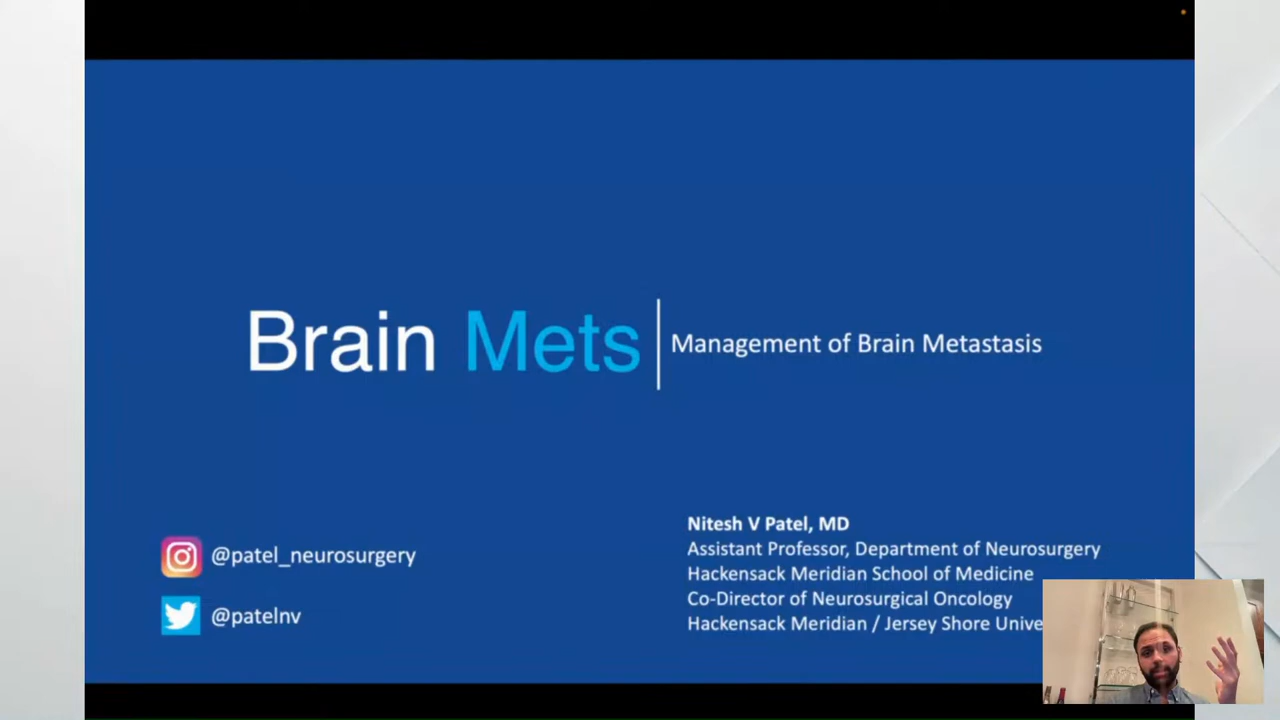 Brain Mets
Management of Brain Metastasis
@patel_neurosurgery
@patelnv
Nitesh V Patel, MD
Assistant Professor, Department of Neurosurgery
Hackensack Meridian School of Medicine
Co-Director of Neurosurgical Oncology
Hackensack Meridian / Jersey Shore